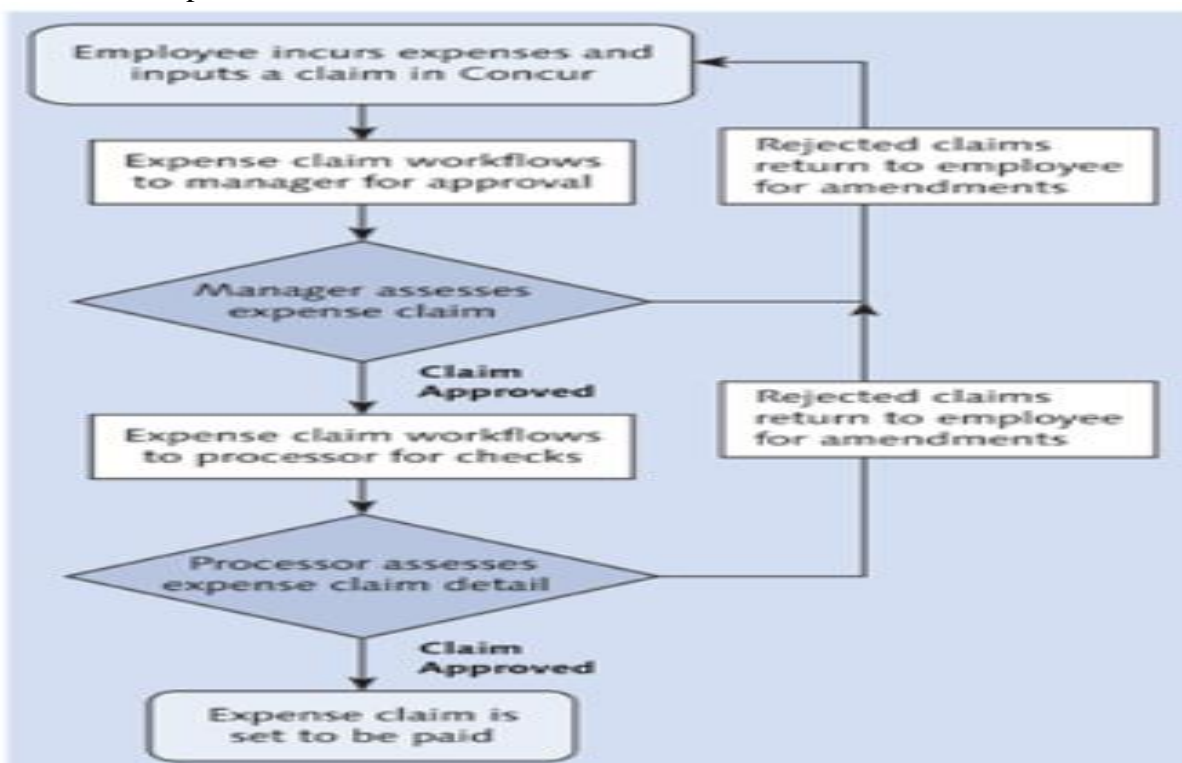 Employee incurs expenses and
inputs a claim in Concur
Expense claim workflows
to manager for approval
Rejected claims
return to employee
for amendments
Manager assesses
expense claim
Claim
Approved
Expense claim workflows
to processor for checks
Rejected claims
return to employee
for amendments
Processor assesses
expense claim detail
Claim
Approved
Expense claim is
set to be paid